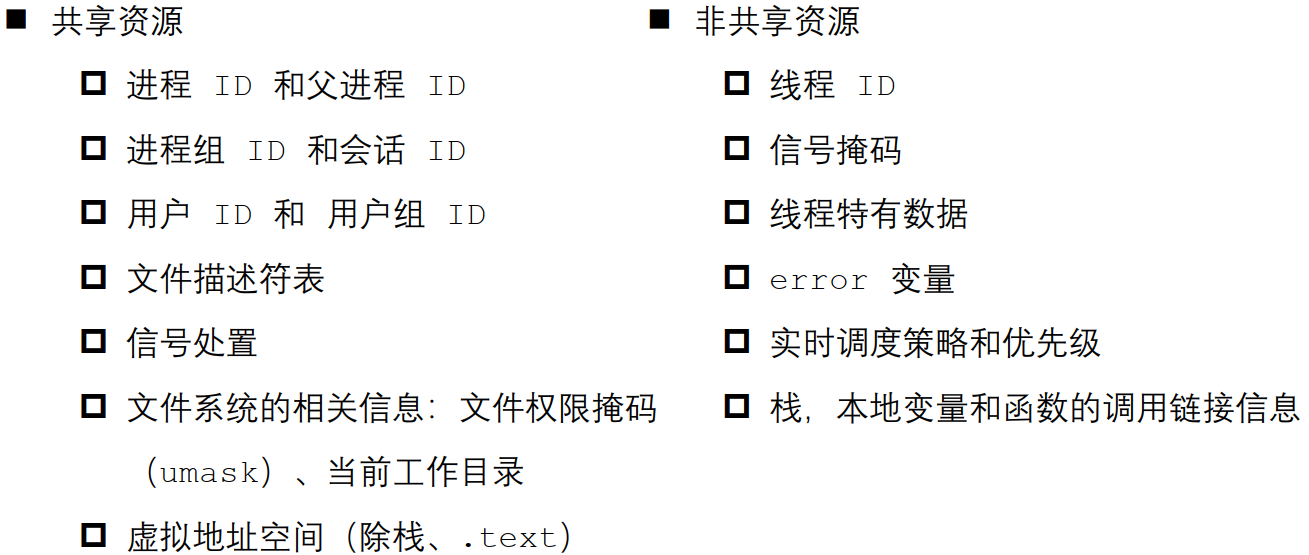 共享资源
进程 ID 和父进程 ID
进程组 ID 和会话 ID
用户 ID 和 用户组 ID
文件描述符表
信号处置
文件系统的相关信息：文件权限掩码
（umask）、当前工作目录
虚拟地址空间（除栈、.text）
非共享资源
线程 ID
信号掩码
线程特有数据
error 变量
实时调度策略和优先级
栈，本地变量和函数的调用链接信息